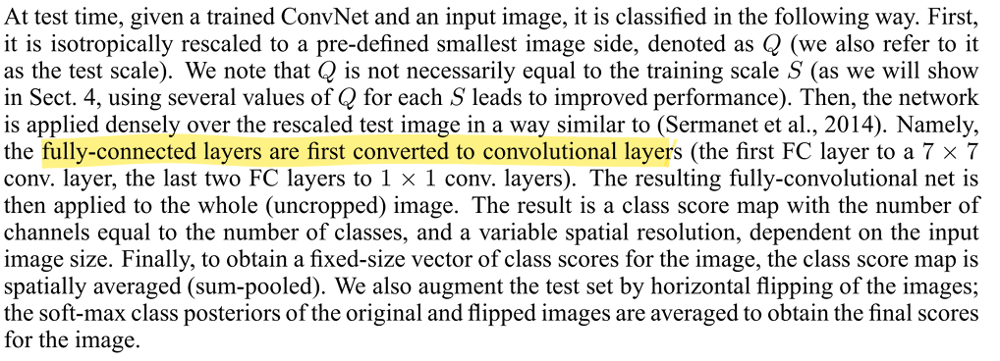 At test time, given a trained ConvNet and an input image, it is classified in the following way. First,
it is isotropically rescaled to a pre-defined smallest image side, denoted as Q (we also refer to it
as the test scale). We note that Q is not necessarily equal to the training scale S (as we will show
in Sect. 4, using several values of Q for each S leads to improved performance). Then, the network
is applied densely over the rescaled test image in a way similar to (Sermanet et al., 2014). Namely,
the fully-connected layers are first converted to convolutional layers (the first FC layer to a 7 × 7
conv. layer, the last two FC layers to 1 × 1 conv. layers). The resulting fully-convolutional net is
then applied to the whole (uncropped) image. The result is a class score map with the number of
channels equal to the number of classes, and a variable spatial resolution, dependent on the input
image size. Finally, to obtain a fixed-size vector of class scores for the image, the class score map is
spatially averaged (sum-pooled). We also augment the test set by horizontal flipping of the images;
the soft-max class posteriors of the original and flipped images are averaged to obtain the final scores
for the image.